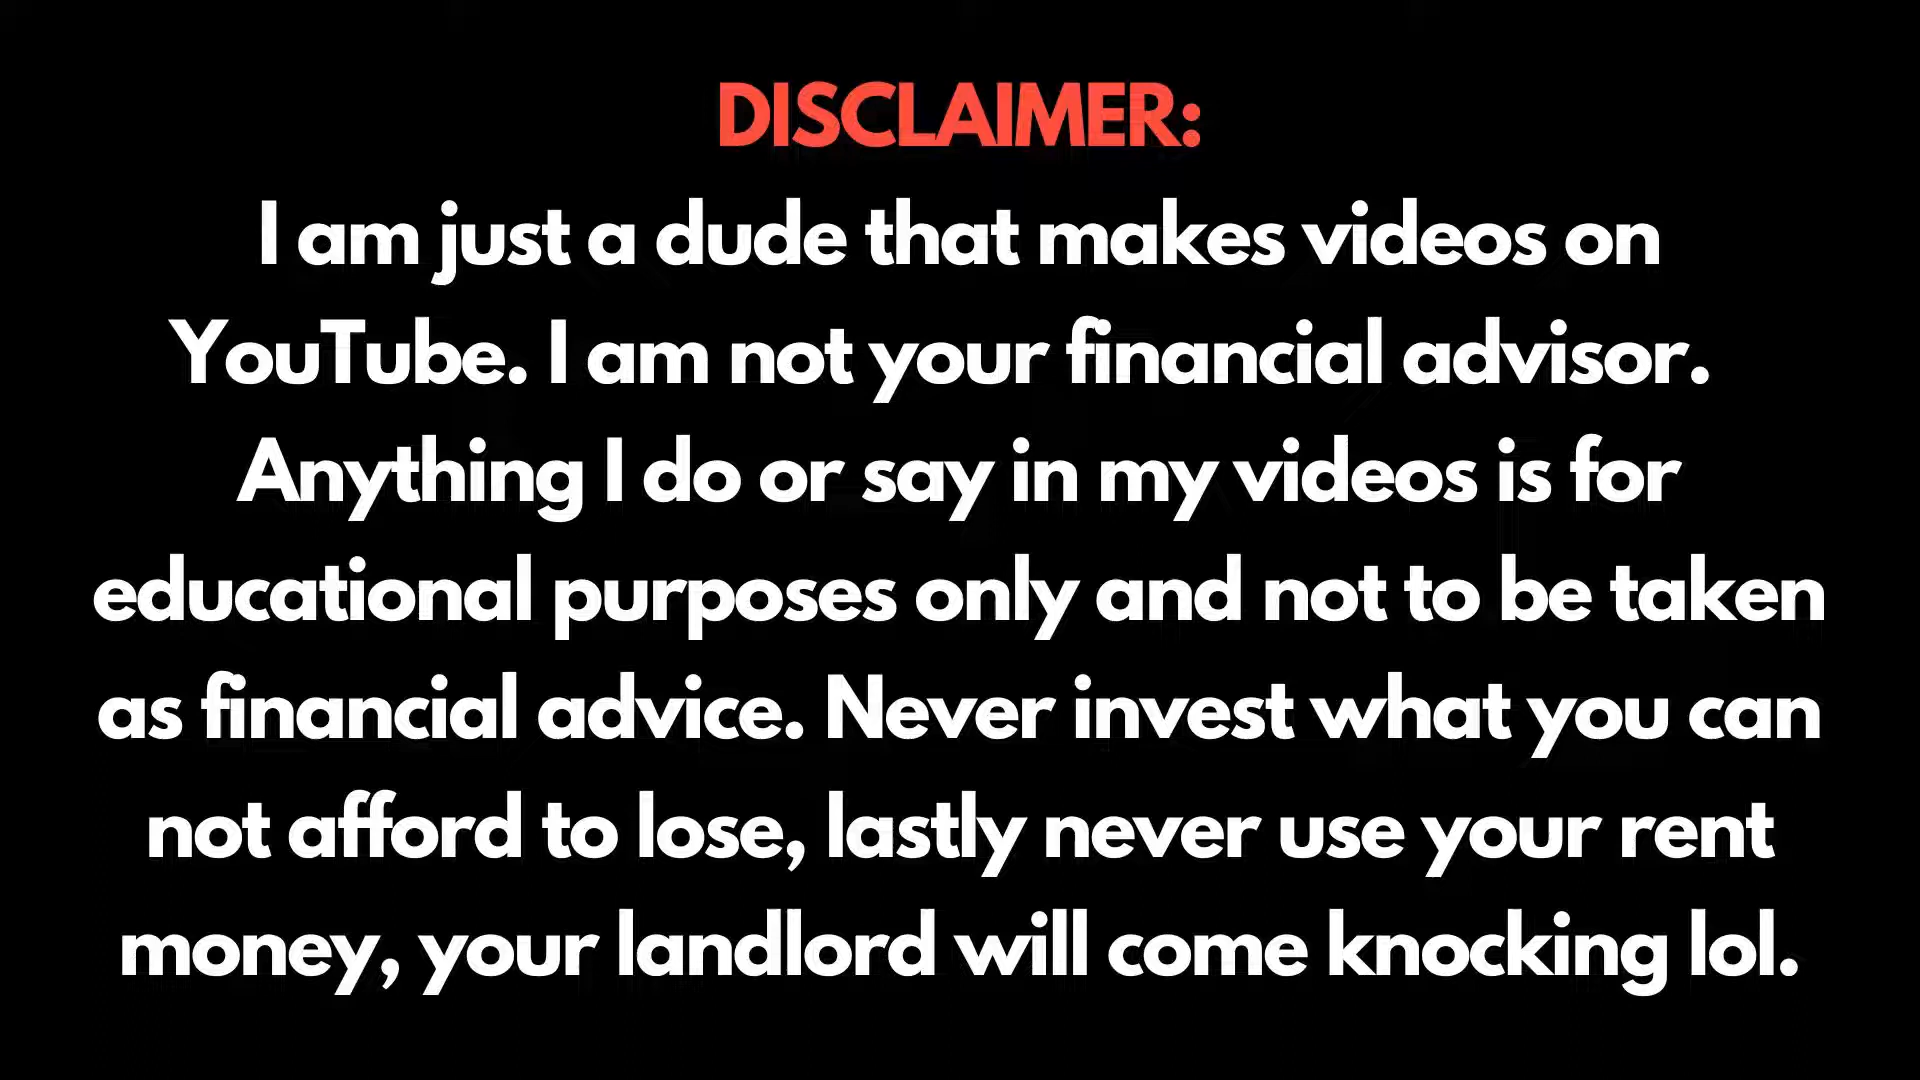 DISCLAIMER:
I am just a dude that makes videos on
YouTube. I am not your financial advisor.
Anything I do or say in my videos is for
educational purposes only and not to be taken
as financial advice. Never invest what you can
not afford to lose, lastly never use your rent
money, your landlord will come knocking lol.